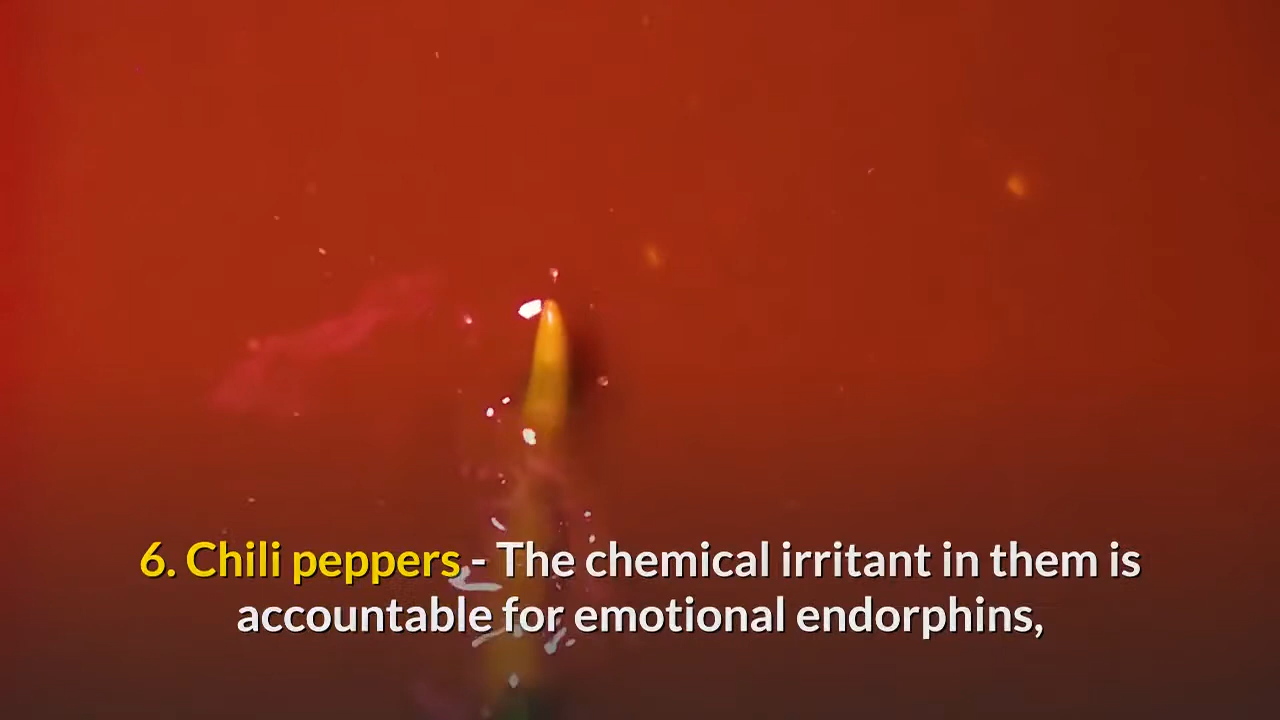 6. Chili peppers - The chemical irritant in them is
accountable for emotional endorphins,